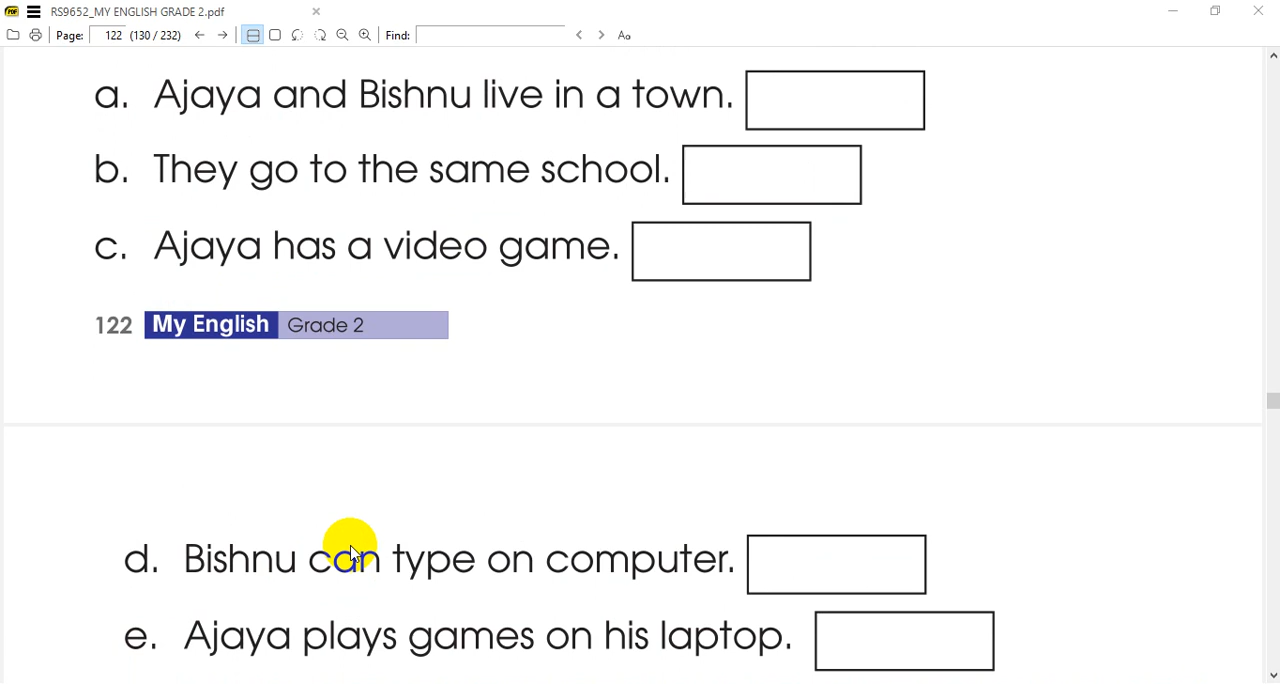 RS9652_MY ENGLISH GRADE 2.pdf
Page: 122 (130 / 232) Find: Aa
a. Ajaya and Bishnu live in a town.
b. They go to the same school.
c. Ajaya has a video game.
122 My English Grade 2
d. Bishnu can type on computer.
e. Ajaya plays games on his laptop.